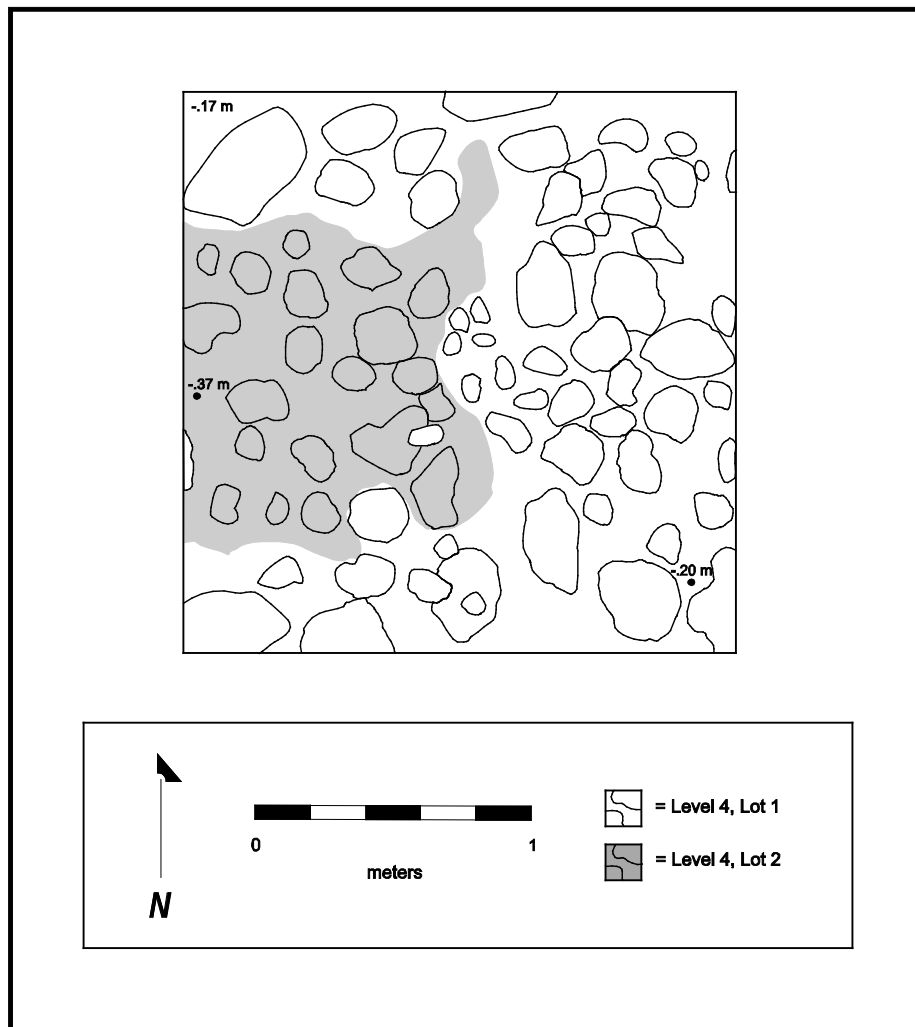 -.17 m
-.37 m
-.20 m
= Level 4, Lot 1
0 1
= Level 4, Lot 2
meters
N